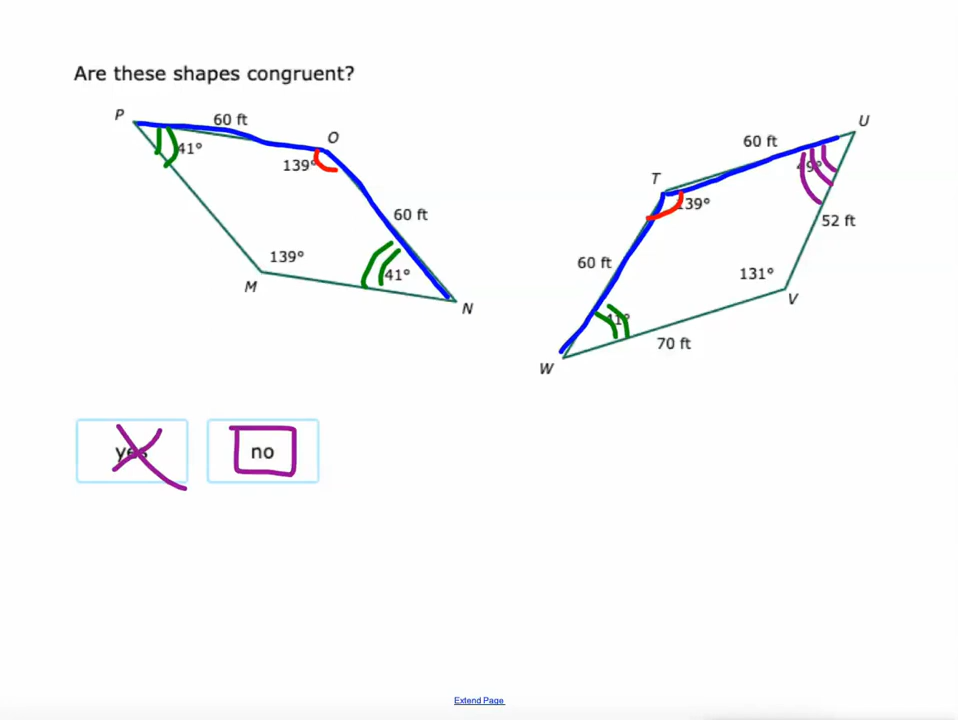 Are these shapes congruent?
P
60 ft
O
41°
139°
60 ft
139°
41°
M
N
U
60 ft
T
139°
52 ft
60 ft
131°
V
41°
70 ft
W
yes
no
Extend Page